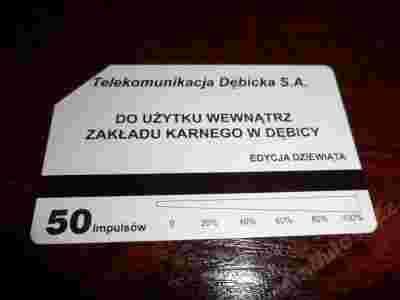 Telekomunikacja Dębicka S.A.
DO UŻYTKU WEWNĄTRZ
ZAKŁADU KARNEGO W DĘBICY
EDYCJA DZIEWIĄTA
50 impulsów
0 20% 40% 60% 80% 100%